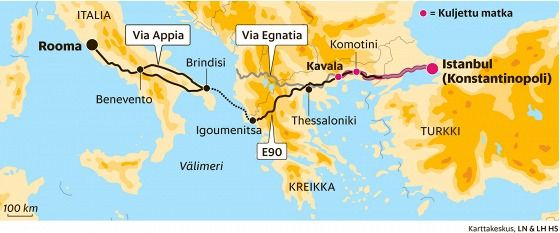 ITALIA
Rooma
Via Appia
Via Egnatia
● = Kuljettu matka
Komotini
Brindisi
Kavala
Istanbul
(Konstantinopoli)
Benevento
Igoumenitsa
Thessaloniki
TURKKI
Välimeri
E90
KREIKKA
100 km
Karttakeskus, LN & LH HS